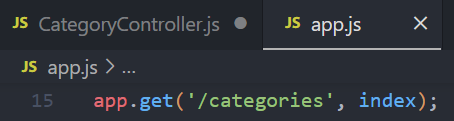 JS CategoryController.js ● JS app.js ×
JS app.js > ...
15 app.get('/categories', index);